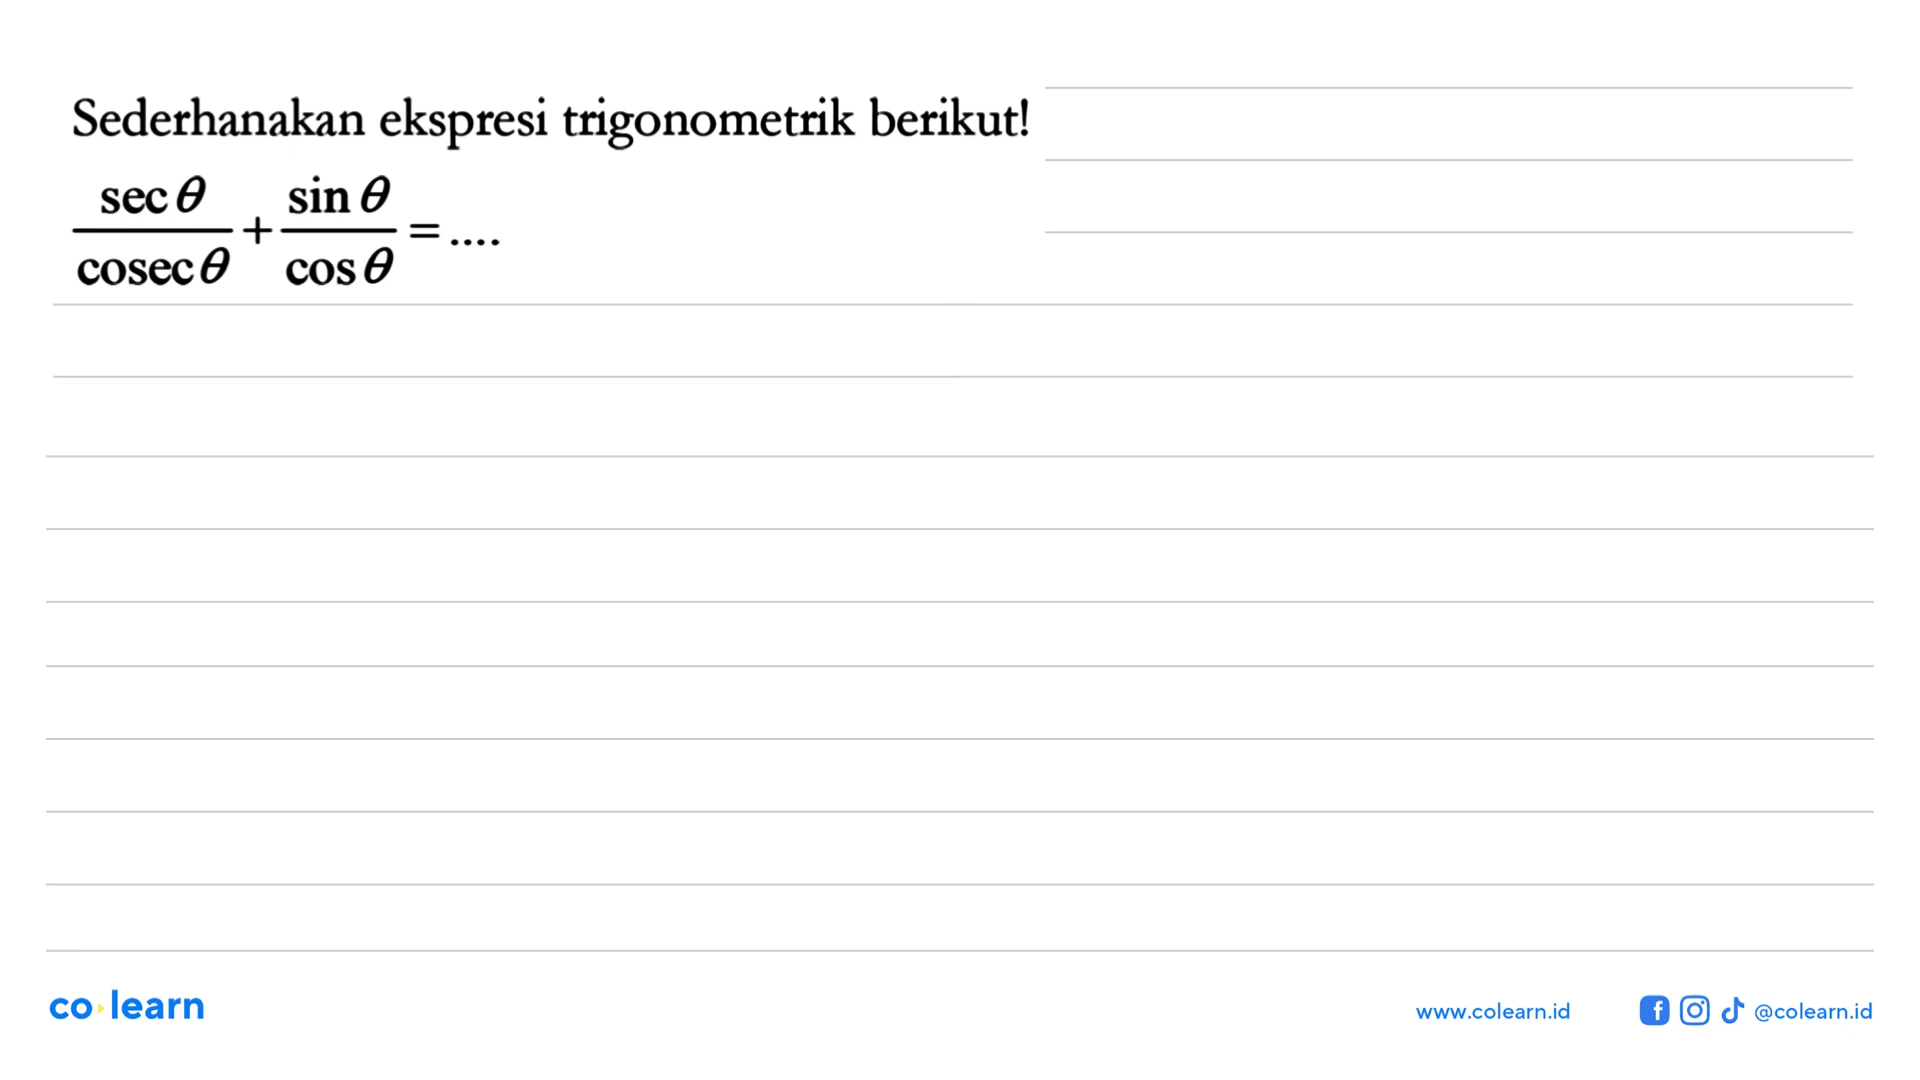 Sederhanakan ekspresi trigonometrik berikut!
sec θ / cosec θ + sin θ / cos θ = ....
co learn
www.colearn.id
@colearn.id